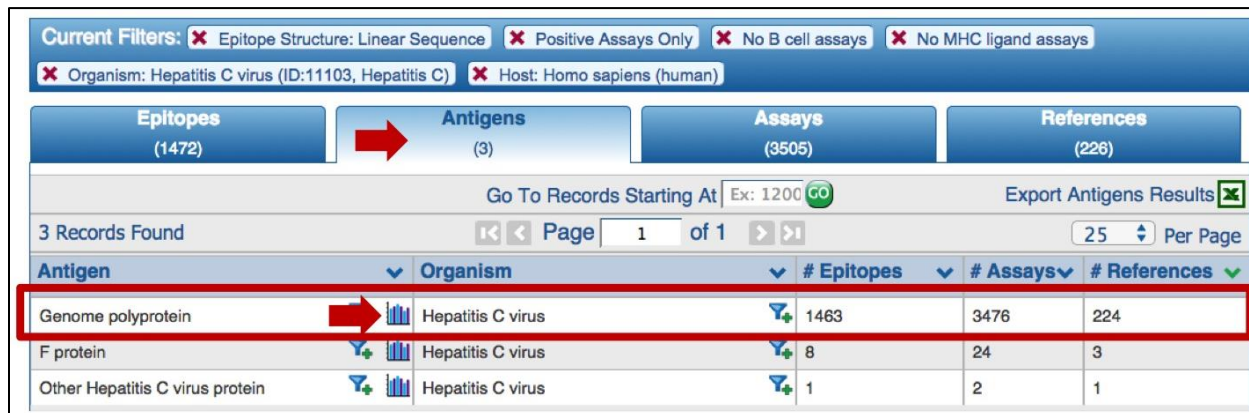 Current Filters: Epitope Structure: Linear Sequence Positive Assays Only No B cell assays No MHC ligand assays
Organism: Hepatitis C virus (ID:11103, Hepatitis C) Host: Homo sapiens (human)
Epitopes Antigens Assays References
(1472) (3) (3505) (226)
Go To Records Starting At Ex: 1200 GO Export Antigens Results
3 Records Found Page 1 of 1 25 Per Page
Antigen Organism # Epitopes # Assays # References
Genome polyprotein Hepatitis C virus 1463 3476 224
F protein Hepatitis C virus 8 24 3
Other Hepatitis C virus protein Hepatitis C virus 1 2 1